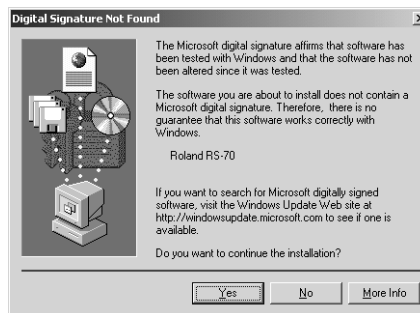 Digital Signature Not Found
The Microsoft digital signature affirms that software has
been tested with Windows and that the software has not
been altered since it was tested.
The software you are about to install does not contain a
Microsoft digital signature. Therefore, there is no
guarantee that this software works correctly with
Windows.
Roland RS-70
If you want to search for Microsoft digitally signed
software, visit the Windows Update Web site at
http://windowsupdate.microsoft.com to see if one is
available.
Do you want to continue the installation?
Yes No More Info